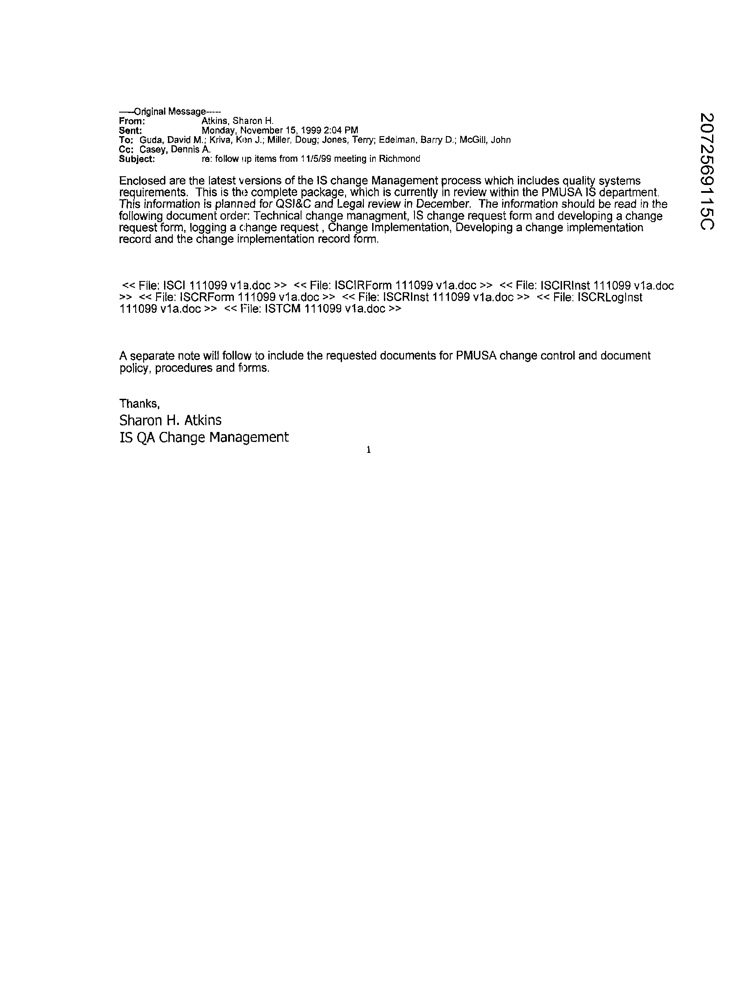 -----Original Message-----
From: Atkins, Sharon H.
Sent: Monday, November 15, 1999 2:04 PM
To: Guda, David M.; Kriva, Ken J.; Miller, Doug; Jones, Terry; Edelman, Barry D.; McGill, John
Cc: Casey, Dennis A.
Subject: re: follow up items from 11/5/99 meeting in Richmond
Enclosed are the latest versions of the IS change Management process which includes quality systems
requirements. This is the complete package, which is currently in review within the PMUSA IS department.
This information is planned for QSI&C and Legal review in December. The information should be read in the
following document order: Technical change managment, IS change request form and developing a change
request form, logging a change request , Change Implementation, Developing a change implementation
record and the change implementation record form.
<< File: ISCI 111099 v1a.doc >> << File: ISCIRForm 111099 v1a.doc >> << File: ISCIRInst 111099 v1a.doc
>> << File: ISCRForm 111099 v1a.doc >> << File: ISCRInst 111099 v1a.doc >> << File: ISCRLogInst
111099 v1a.doc >> << File: ISTCM 111099 v1a.doc >>
A separate note will follow to include the requested documents for PMUSA change control and document
policy, procedures and forms.
Thanks,
Sharon H. Atkins
IS QA Change Management
1
2072569115C